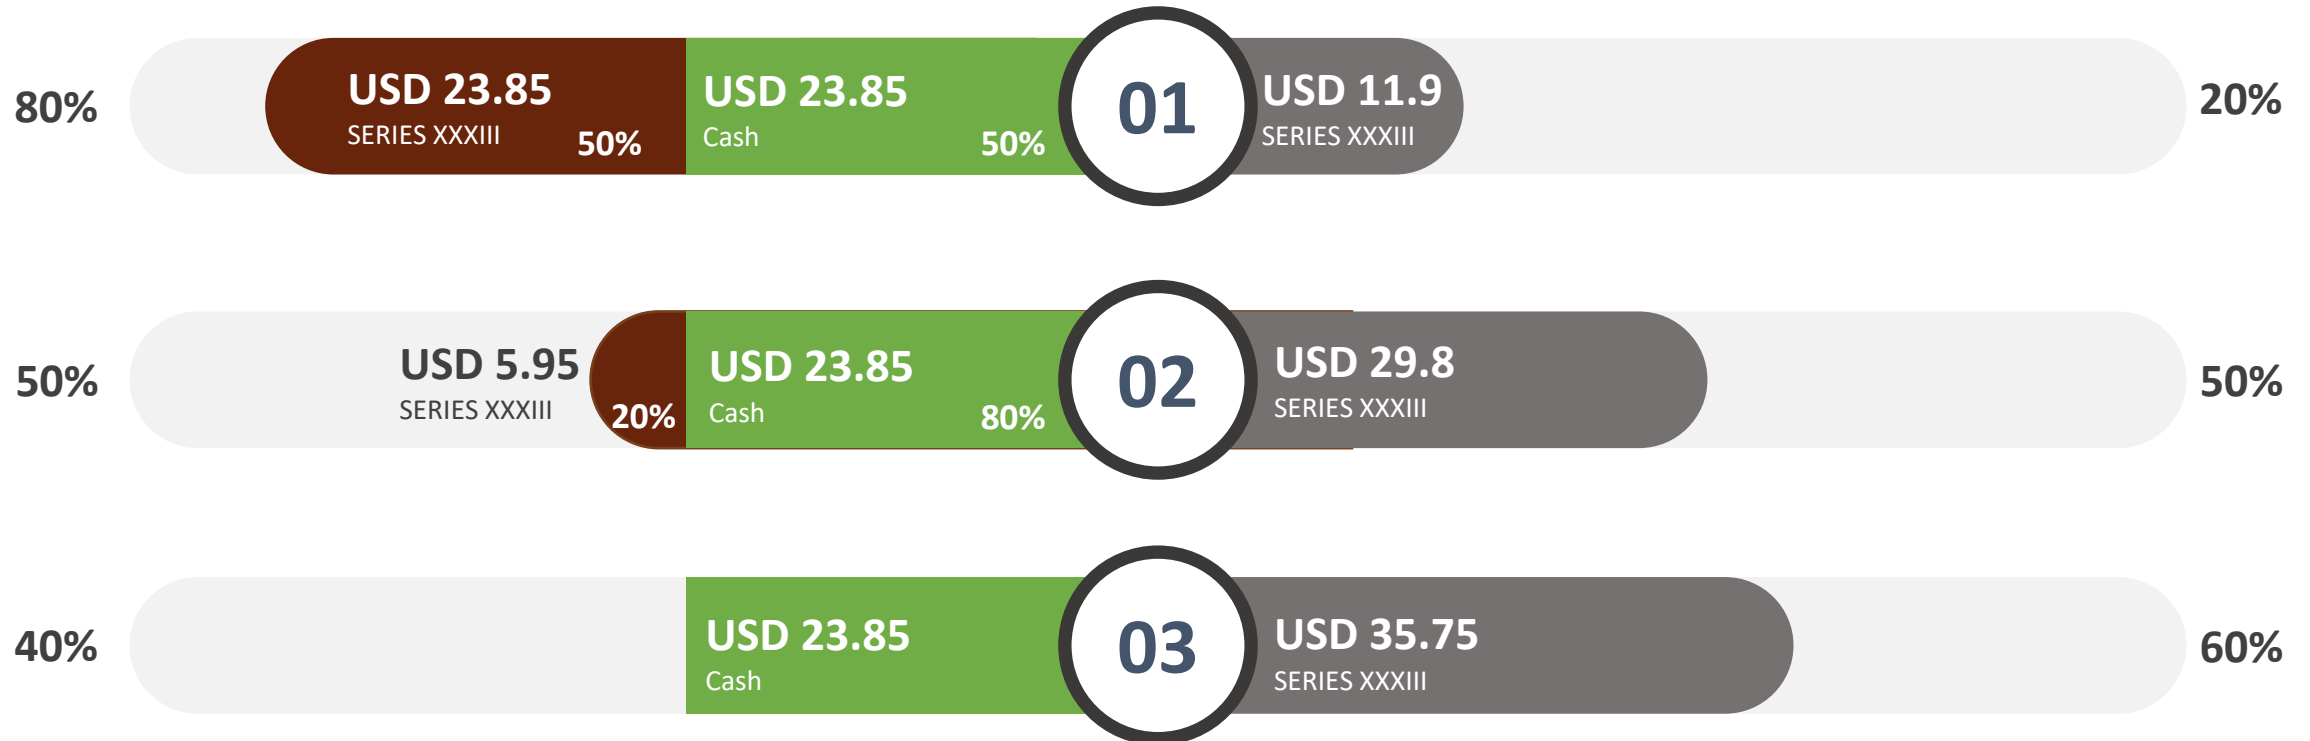 80%
USD 23.85
SERIES XXXIII
50%
USD 23.85
Cash
50%
01
USD 11.9
SERIES XXXIII
20%
50%
USD 5.95
SERIES XXXIII
20%
USD 23.85
Cash
80%
02
USD 29.8
SERIES XXXIII
50%
40%
USD 23.85
Cash
03
USD 35.75
SERIES XXXIII
60%